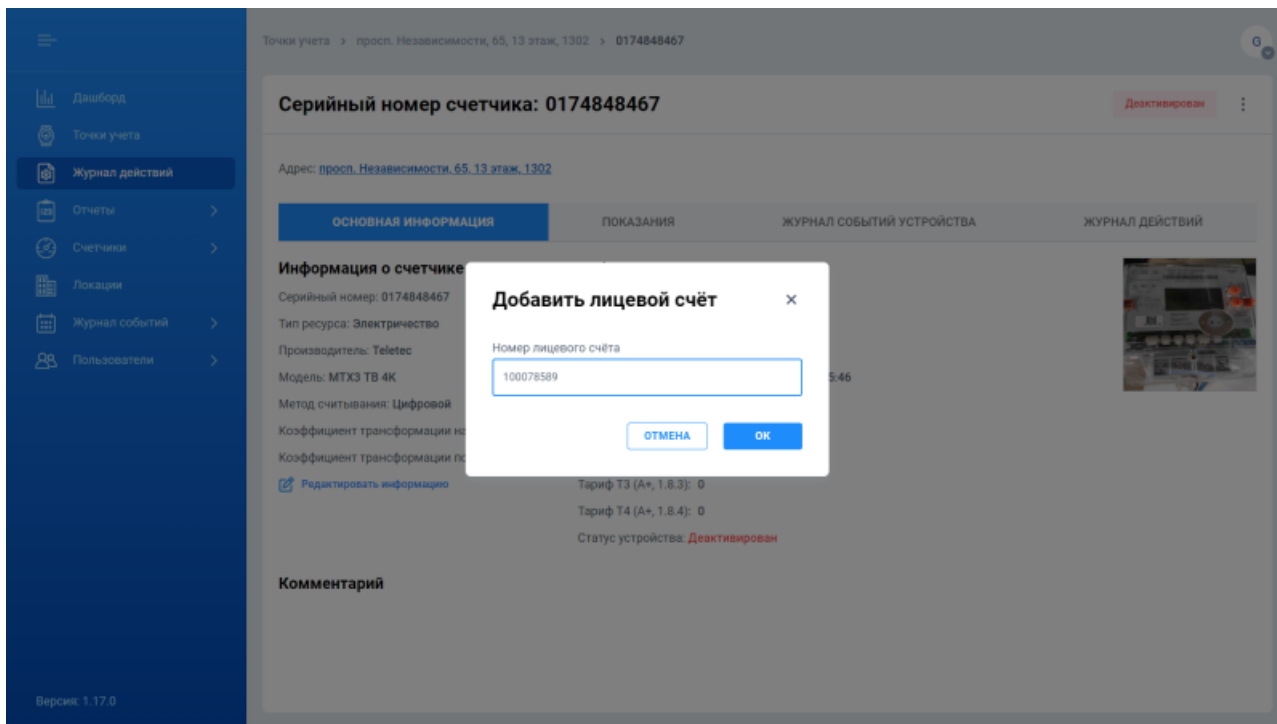 Точки учета > просп. Независимости, 65, 13 этаж, 1302 > 0174848467
G
Дашборд
Точки учета
Журнал действий
Отчеты
Счетчики
Локации
Журнал событий
Пользователи
Версия: 1.17.0
Серийный номер счетчика: 0174848467
Деактивирован
Адрес: просп. Независимости, 65, 13 этаж, 1302
ОСНОВНАЯ ИНФОРМАЦИЯ
ПОКАЗАНИЯ
ЖУРНАЛ СОБЫТИЙ УСТРОЙСТВА
ЖУРНАЛ ДЕЙСТВИЙ
Информация о счетчике
Серийный номер: 0174848467
Тип ресурса: Электричество
Производитель: Teletec
Модель: MTX3 TB 4K
Метод считывания: Цифровой
Коэффициент трансформации
Коэффициент трансформации
Редактировать информацию
Добавить лицевой счёт
Номер лицевого счёта
100078589
ОТМЕНА
ОК
5:46
Тариф T3 (A+, 1.8.3): 0
Тариф T4 (A+, 1.8.4): 0
Статус устройства: Деактивирован
Комментарий